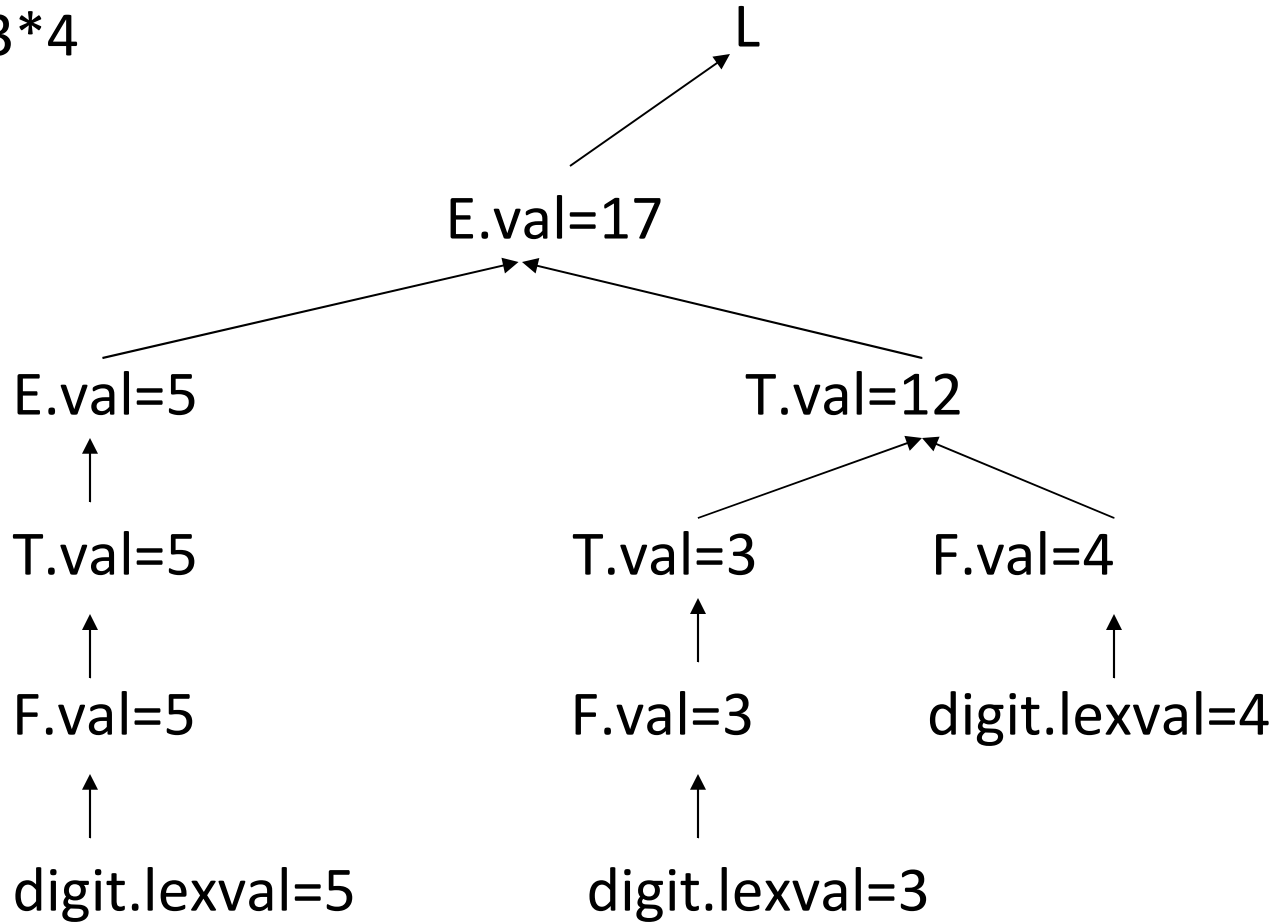 3*4
L
E.val=17
E.val=5 T.val=12
T.val=5 T.val=3 F.val=4
F.val=5 F.val=3 digit.lexval=4
digit.lexval=5 digit.lexval=3